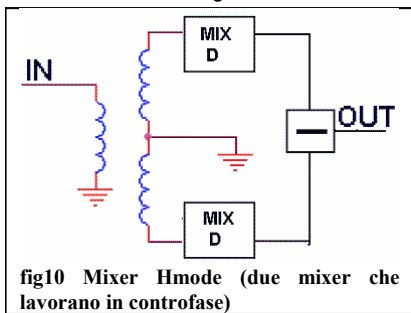 MIX
D
IN
OUT
MIX
D
fig10 Mixer Hmode (due mixer che
lavorano in controfase)